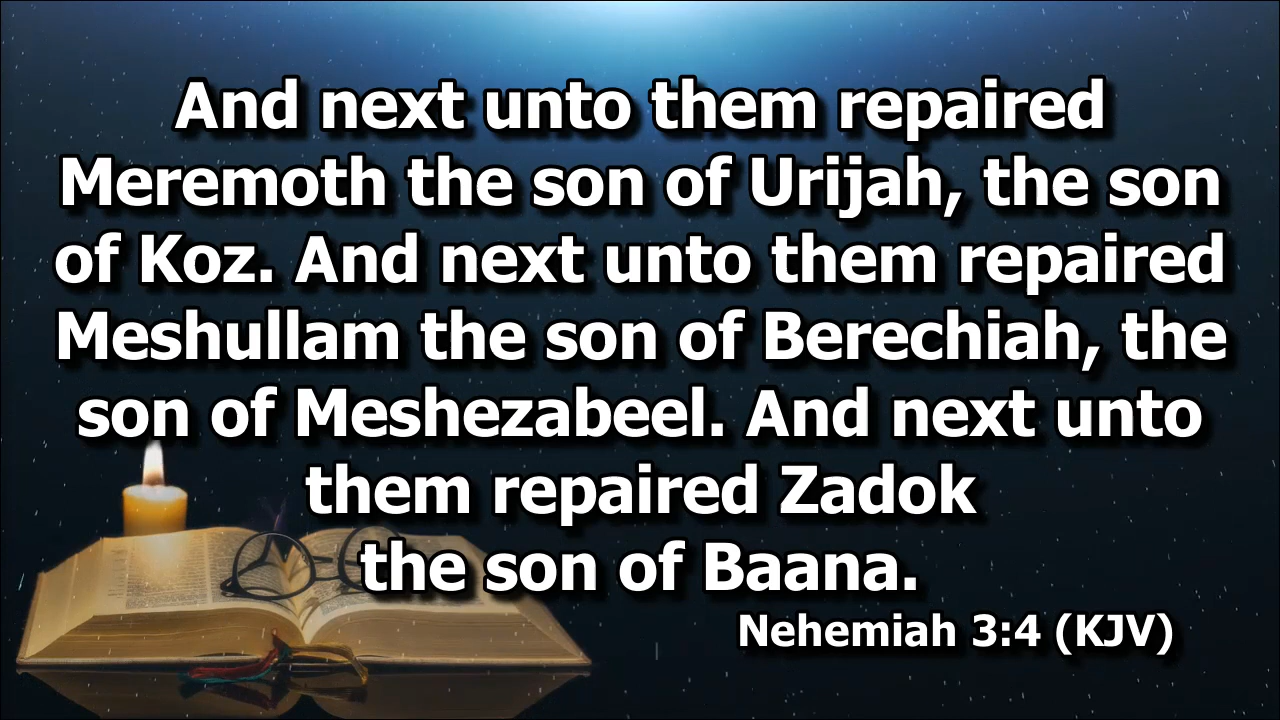 And next unto them repaired
Meremoth the son of Urijah, the son
of Koz. And next unto them repaired
Meshullam the son of Berechiah, the
son of Meshezabeel. And next unto
them repaired Zadok
the son of Baana.
Nehemiah 3:4 (KJV)